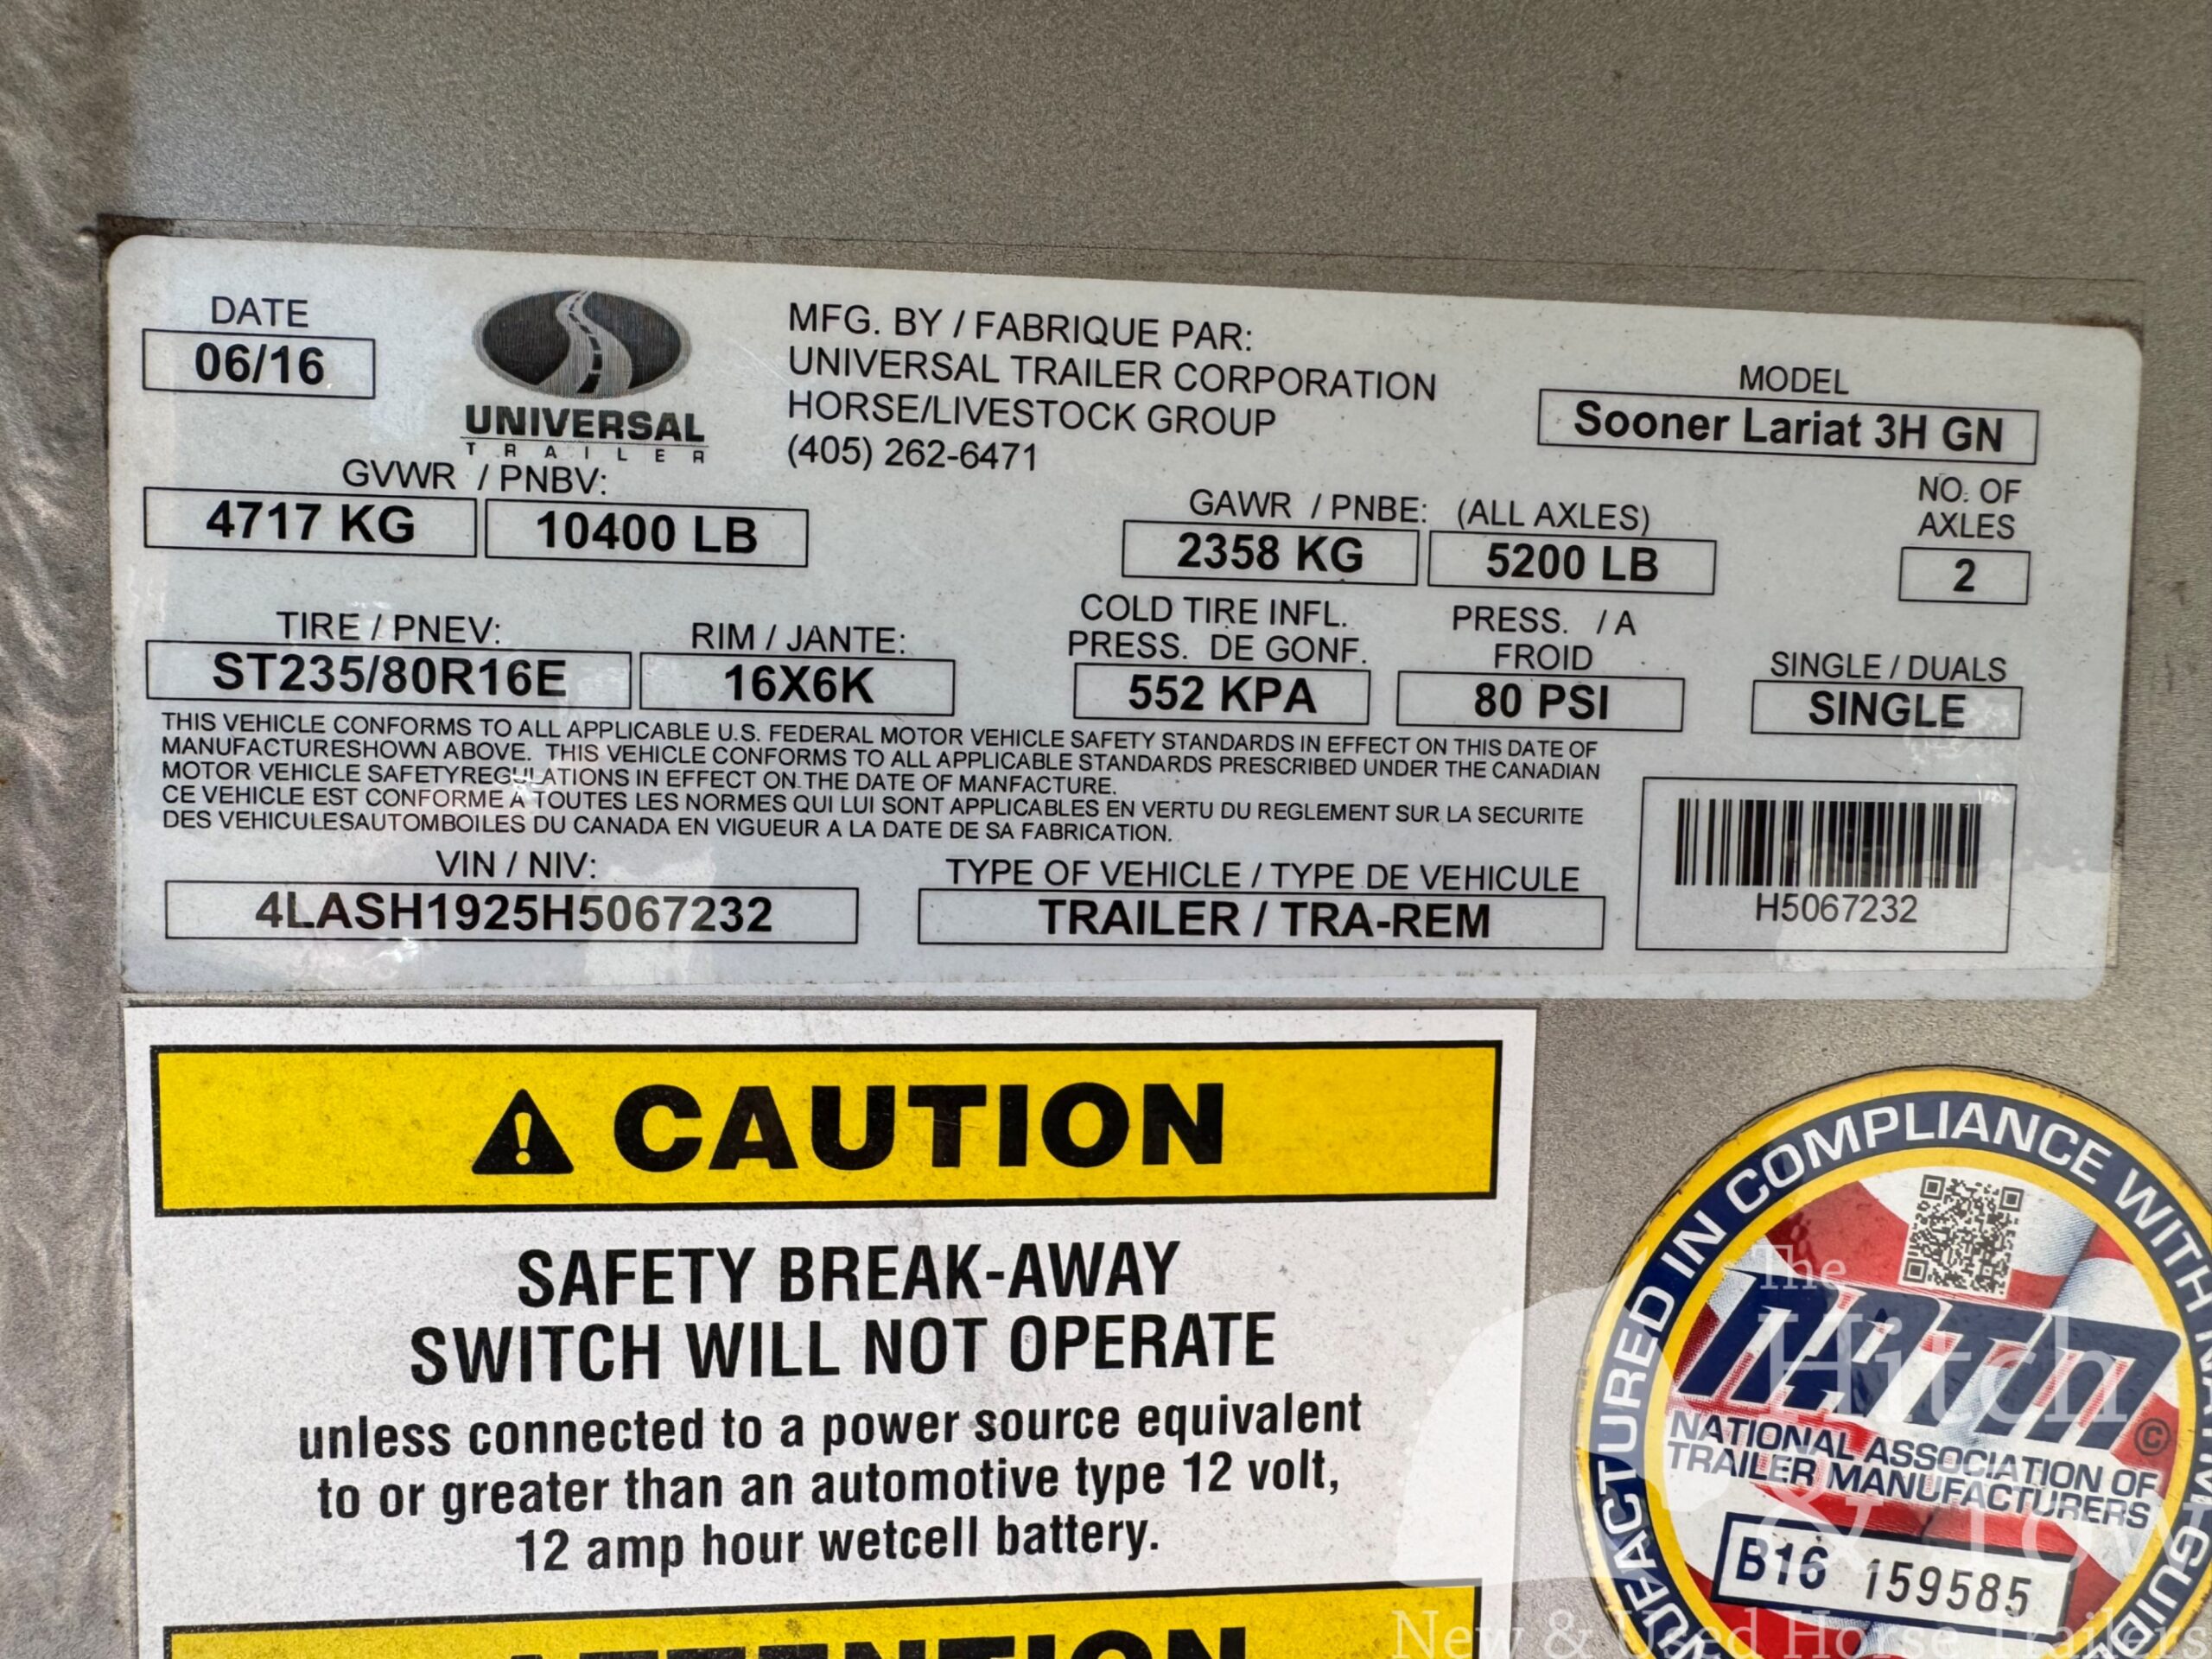 DATE
06/16
UNIVERSAL
TRAILER
MFG. BY / FABRIQUE PAR:
UNIVERSAL TRAILER CORPORATION
HORSE/LIVESTOCK GROUP
(405) 262-6471
MODEL
Sooner Lariat 3H GN
GVWR / PNBV:
4717 KG 10400 LB
GAWR / PNBE: (ALL AXLES)
2358 KG 5200 LB
NO. OF
AXLES
2
TIRE / PNEV:
ST235/80R16E
RIM / JANTE:
16X6K
COLD TIRE INFL. PRESS. / A
PRESS. DE GONF. FROID
552 KPA 80 PSI
SINGLE / DUALS
SINGLE
THIS VEHICLE CONFORMS TO ALL APPLICABLE U.S. FEDERAL MOTOR VEHICLE SAFETY STANDARDS IN EFFECT ON THIS DATE OF
MANUFACTURESHOWN ABOVE. THIS VEHICLE CONFORMS TO ALL APPLICABLE STANDARDS PRESCRIBED UNDER THE CANADIAN
MOTOR VEHICLE SAFETYREGULATIONS IN EFFECT ON THE DATE OF MANFACTURE.
CE VEHICLE EST CONFORME A TOUTES LES NORMES QUI LUI SONT APPLICABLES EN VERTU DU REGLEMENT SUR LA SECURITE
DES VEHICULESAUTOMBOILES DU CANADA EN VIGUEUR A LA DATE DE SA FABRICATION.
VIN / NIV:
4LASH1925H5067232
TYPE OF VEHICLE / TYPE DE VEHICULE
TRAILER / TRA-REM
H5067232
CAUTION
SAFETY BREAK-AWAY
SWITCH WILL NOT OPERATE
unless connected to a power source equivalent
to or greater than an automotive type 12 volt,
12 amp hour wetcell battery.
ATTENTION
MANUFACTURED IN COMPLIANCE WITH NATM GUIDE
NATM ©
NATIONAL ASSOCIATION OF
TRAILER MANUFACTURERS
B16 159585
The
Hitch
& Tow
New & Used Horse Trailers